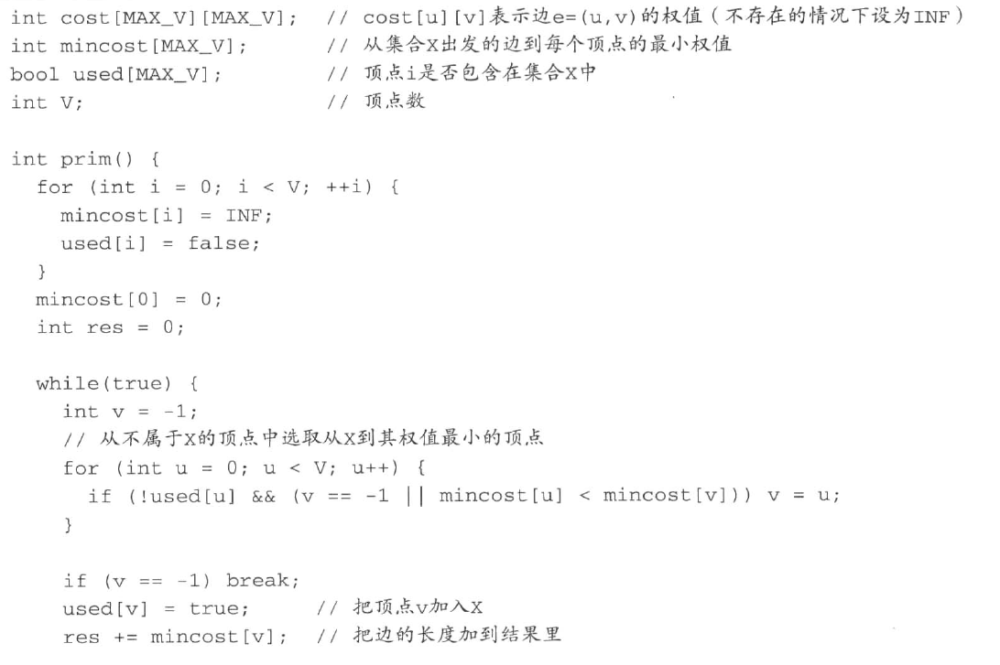 int cost[MAX_V][MAX_V];  // cost[u][v]表示边e=(u,v)的权值（不存在的情况下设为INF）
int mincost[MAX_V];      // 从集合X出发的边到每个顶点的最小权值
bool used[MAX_V];        // 顶点i是否包含在集合X中
int V;                   // 顶点数

int prim() {
  for (int i = 0; i < V; ++i) {
    mincost[i] = INF;
    used[i] = false;
  }
  mincost[0] = 0;
  int res = 0;

  while(true) {
    int v = -1;
    // 从不属于X的顶点中选取从X到其权值最小的顶点
    for (int u = 0; u < V; u++) {
      if (!used[u] && (v == -1 || mincost[u] < mincost[v])) v = u;
    }

    if (v == -1) break;
    used[v] = true;      // 把顶点v加入X
    res += mincost[v];   // 把边的长度加到结果里